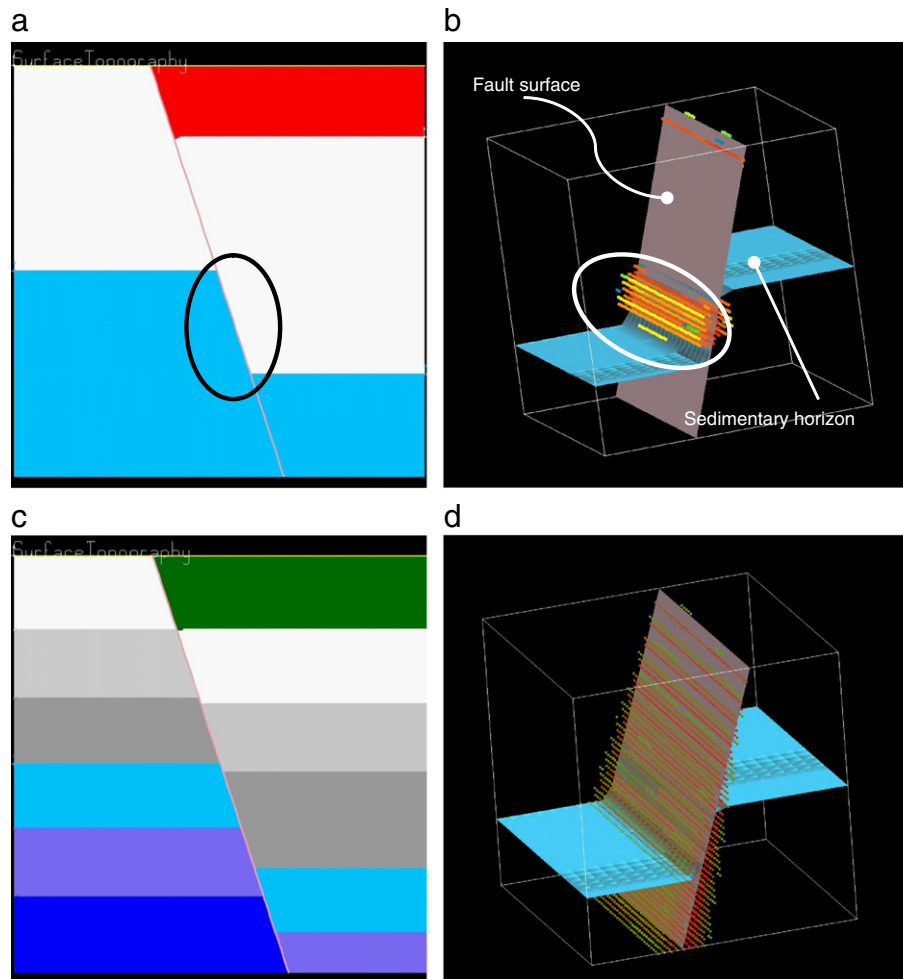 a
b
SurfaceTopography
Fault surface
Sedimentary horizon
c
d
SurfaceTopography